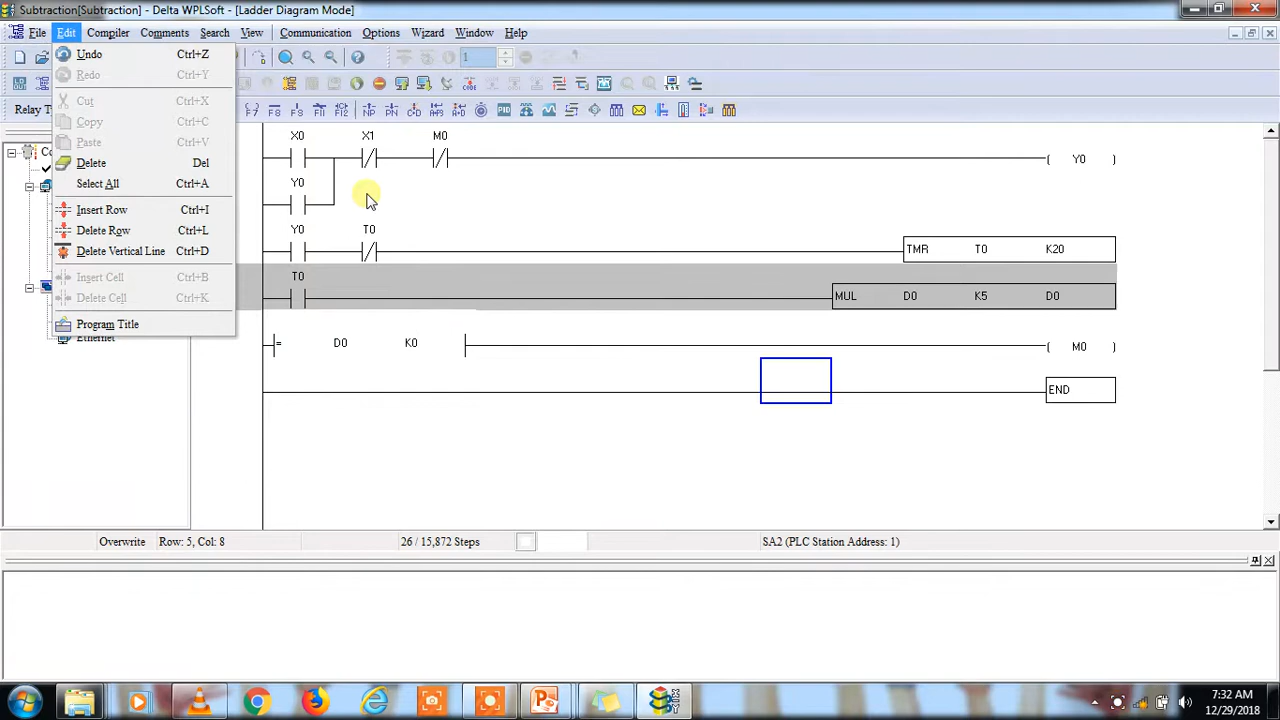 Subtraction[Subtraction] - Delta WPLSoft - [Ladder Diagram Mode]
File Edit Compiler Comments Search View Communication Options Wizard Window Help
Undo Ctrl+Z
Redo Ctrl+Y
Cut Ctrl+X
Copy Ctrl+C
Paste Ctrl+V
Delete Del
Select All Ctrl+A
Insert Row Ctrl+I
Delete Row Ctrl+L
Delete Vertical Line Ctrl+D
Insert Cell Ctrl+B
Delete Cell Ctrl+K
Program Title
Ethernet
1
Relay T
X0 X1 M0
Y0
Y0
Y0 T0
TMR T0 K20
T0
MUL D0 K5 D0
= D0 K0
M0
END
Overwrite Row: 5, Col: 8 26 / 15,872 Steps SA2 (PLC Station Address: 1)
7:32 AM
12/29/2018